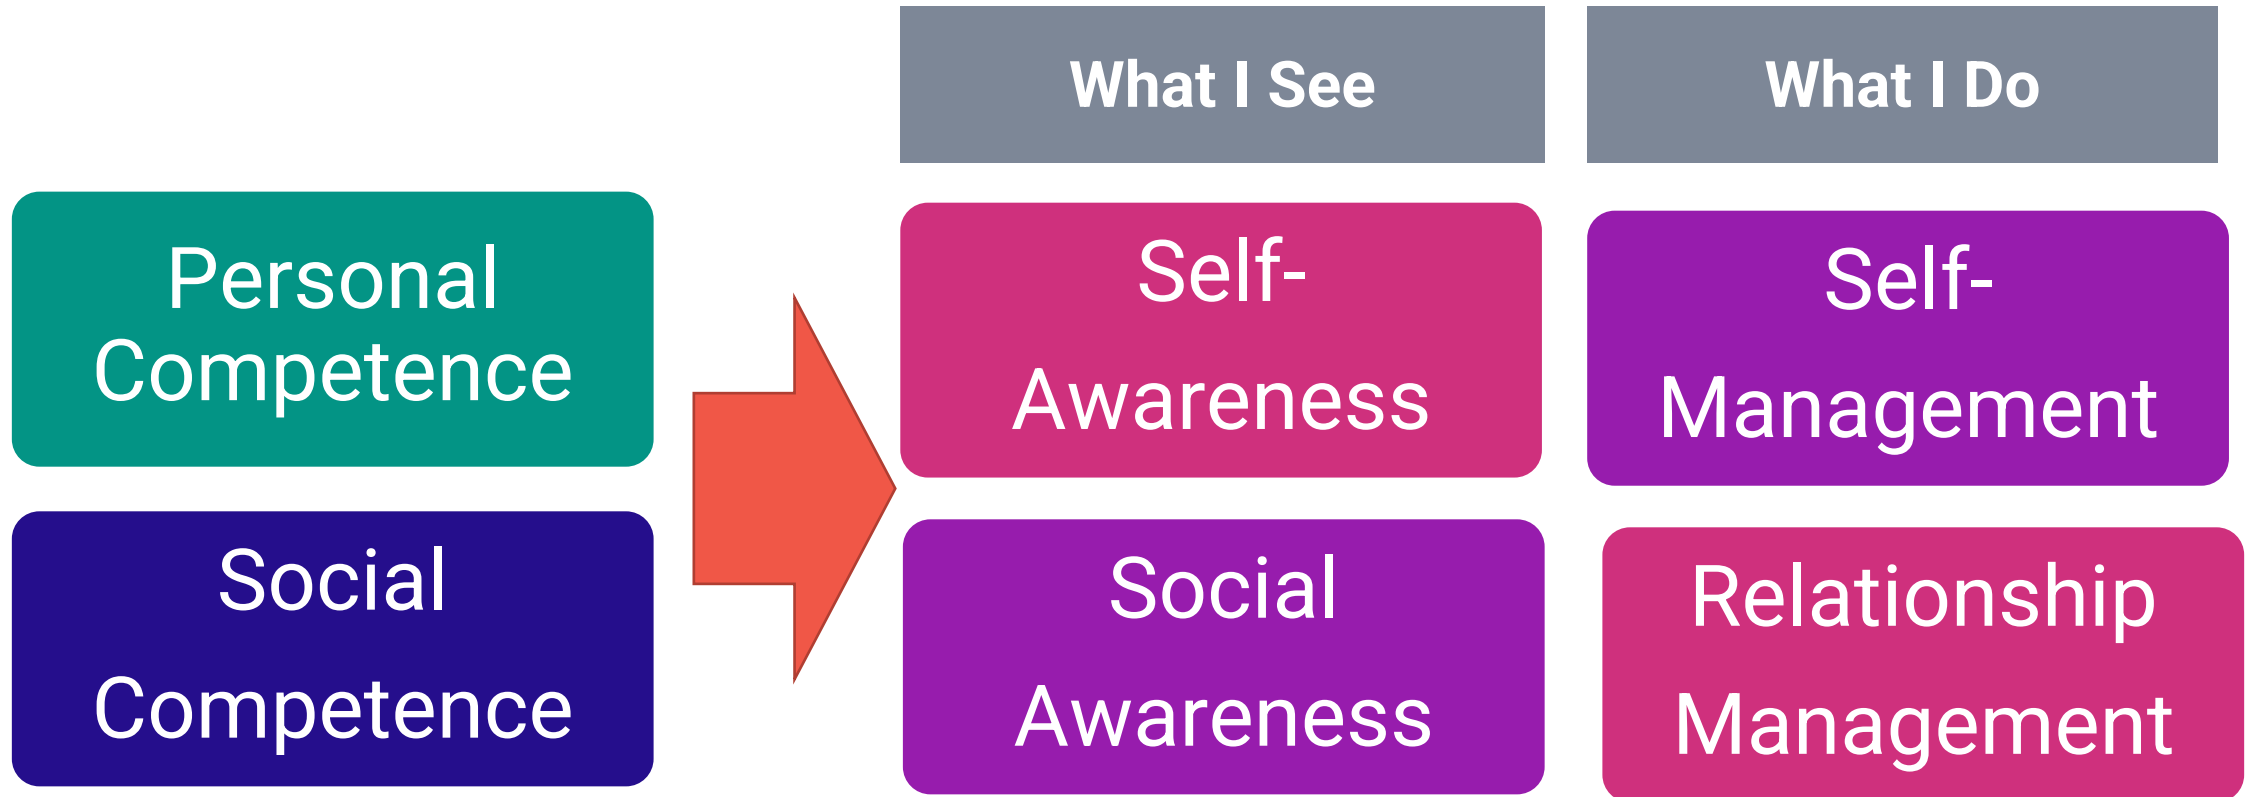 What I See
What I Do
Personal
Competence
Self-
Awareness
Self-
Management
Social
Competence
Social
Awareness
Relationship
Management